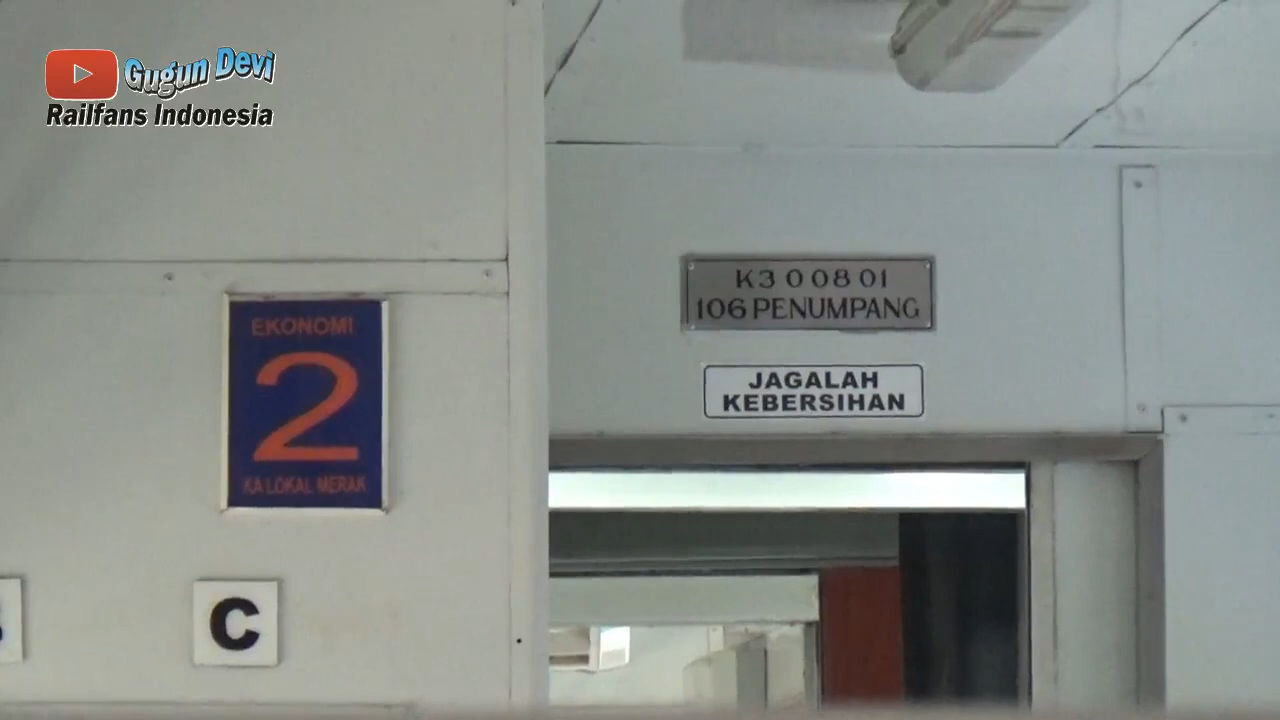 Gugun Devi
Railfans Indonesia
K3 0 08 01
106 PENUMPANG
EKONOMI
2
KA LOKAL MERAK
JAGALAH
KEBERSIHAN
C